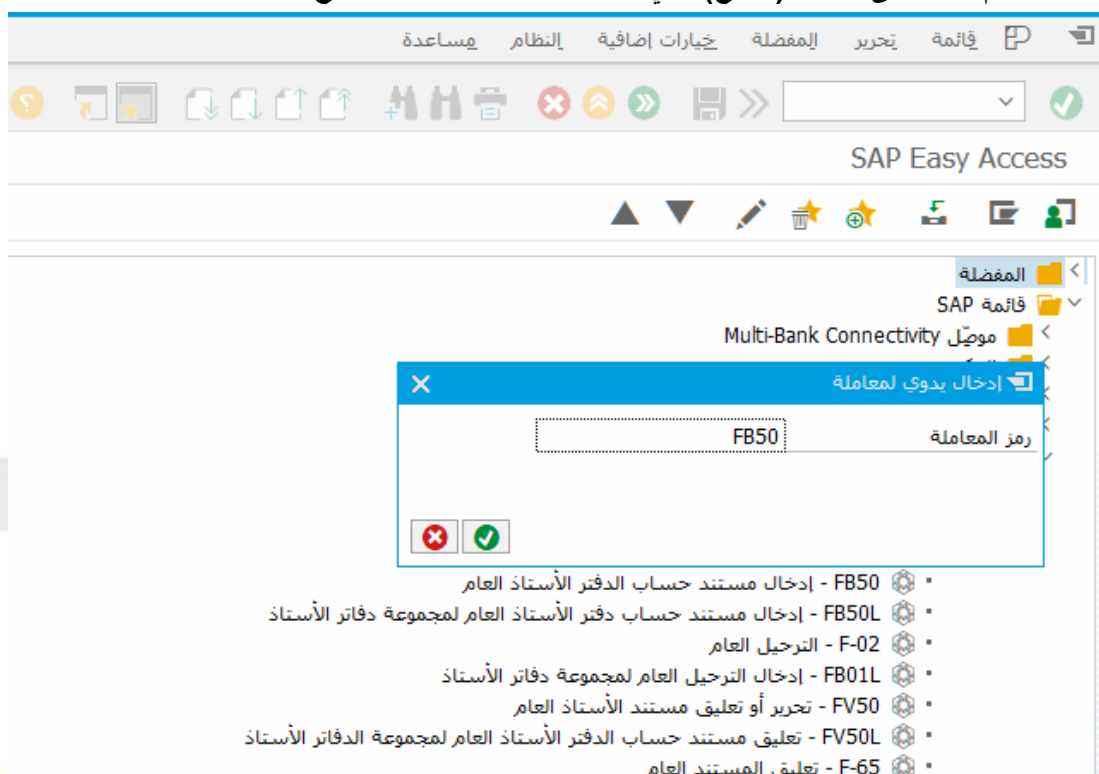 قائمة تحرير المفضلة خيارات إضافية النظام مساعدة
SAP Easy Access
المفضلة
قائمة SAP
موصّل Multi-Bank Connectivity
إدخال يدوي لمعاملة
رمز المعاملة FB50
FB50 - إدخال مستند حساب الدفتر الأستاذ العام
FB50L - إدخال مستند حساب دفتر الأستاذ العام لمجموعة دفاتر الأستاذ
F-02 - الترحيل العام
FB01L - إدخال الترحيل العام لمجموعة دفاتر الأستاذ
FV50 - تحرير أو تعليق مستند الأستاذ العام
FV50L - تعليق مستند حساب الدفتر الأستاذ العام لمجموعة الدفاتر الأستاذ
F-65 - تعليق المستند العام